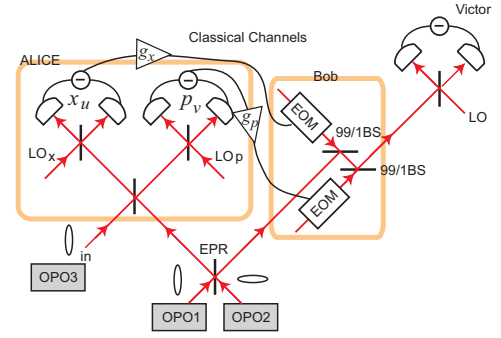 Victor
Classical Channels
ALICE
g_x
x_u
p_v
g_p
Bob
EOM
99/1BS
LO
LO_x
LO_p
99/1BS
EOM
in
EPR
OPO3
OPO1
OPO2